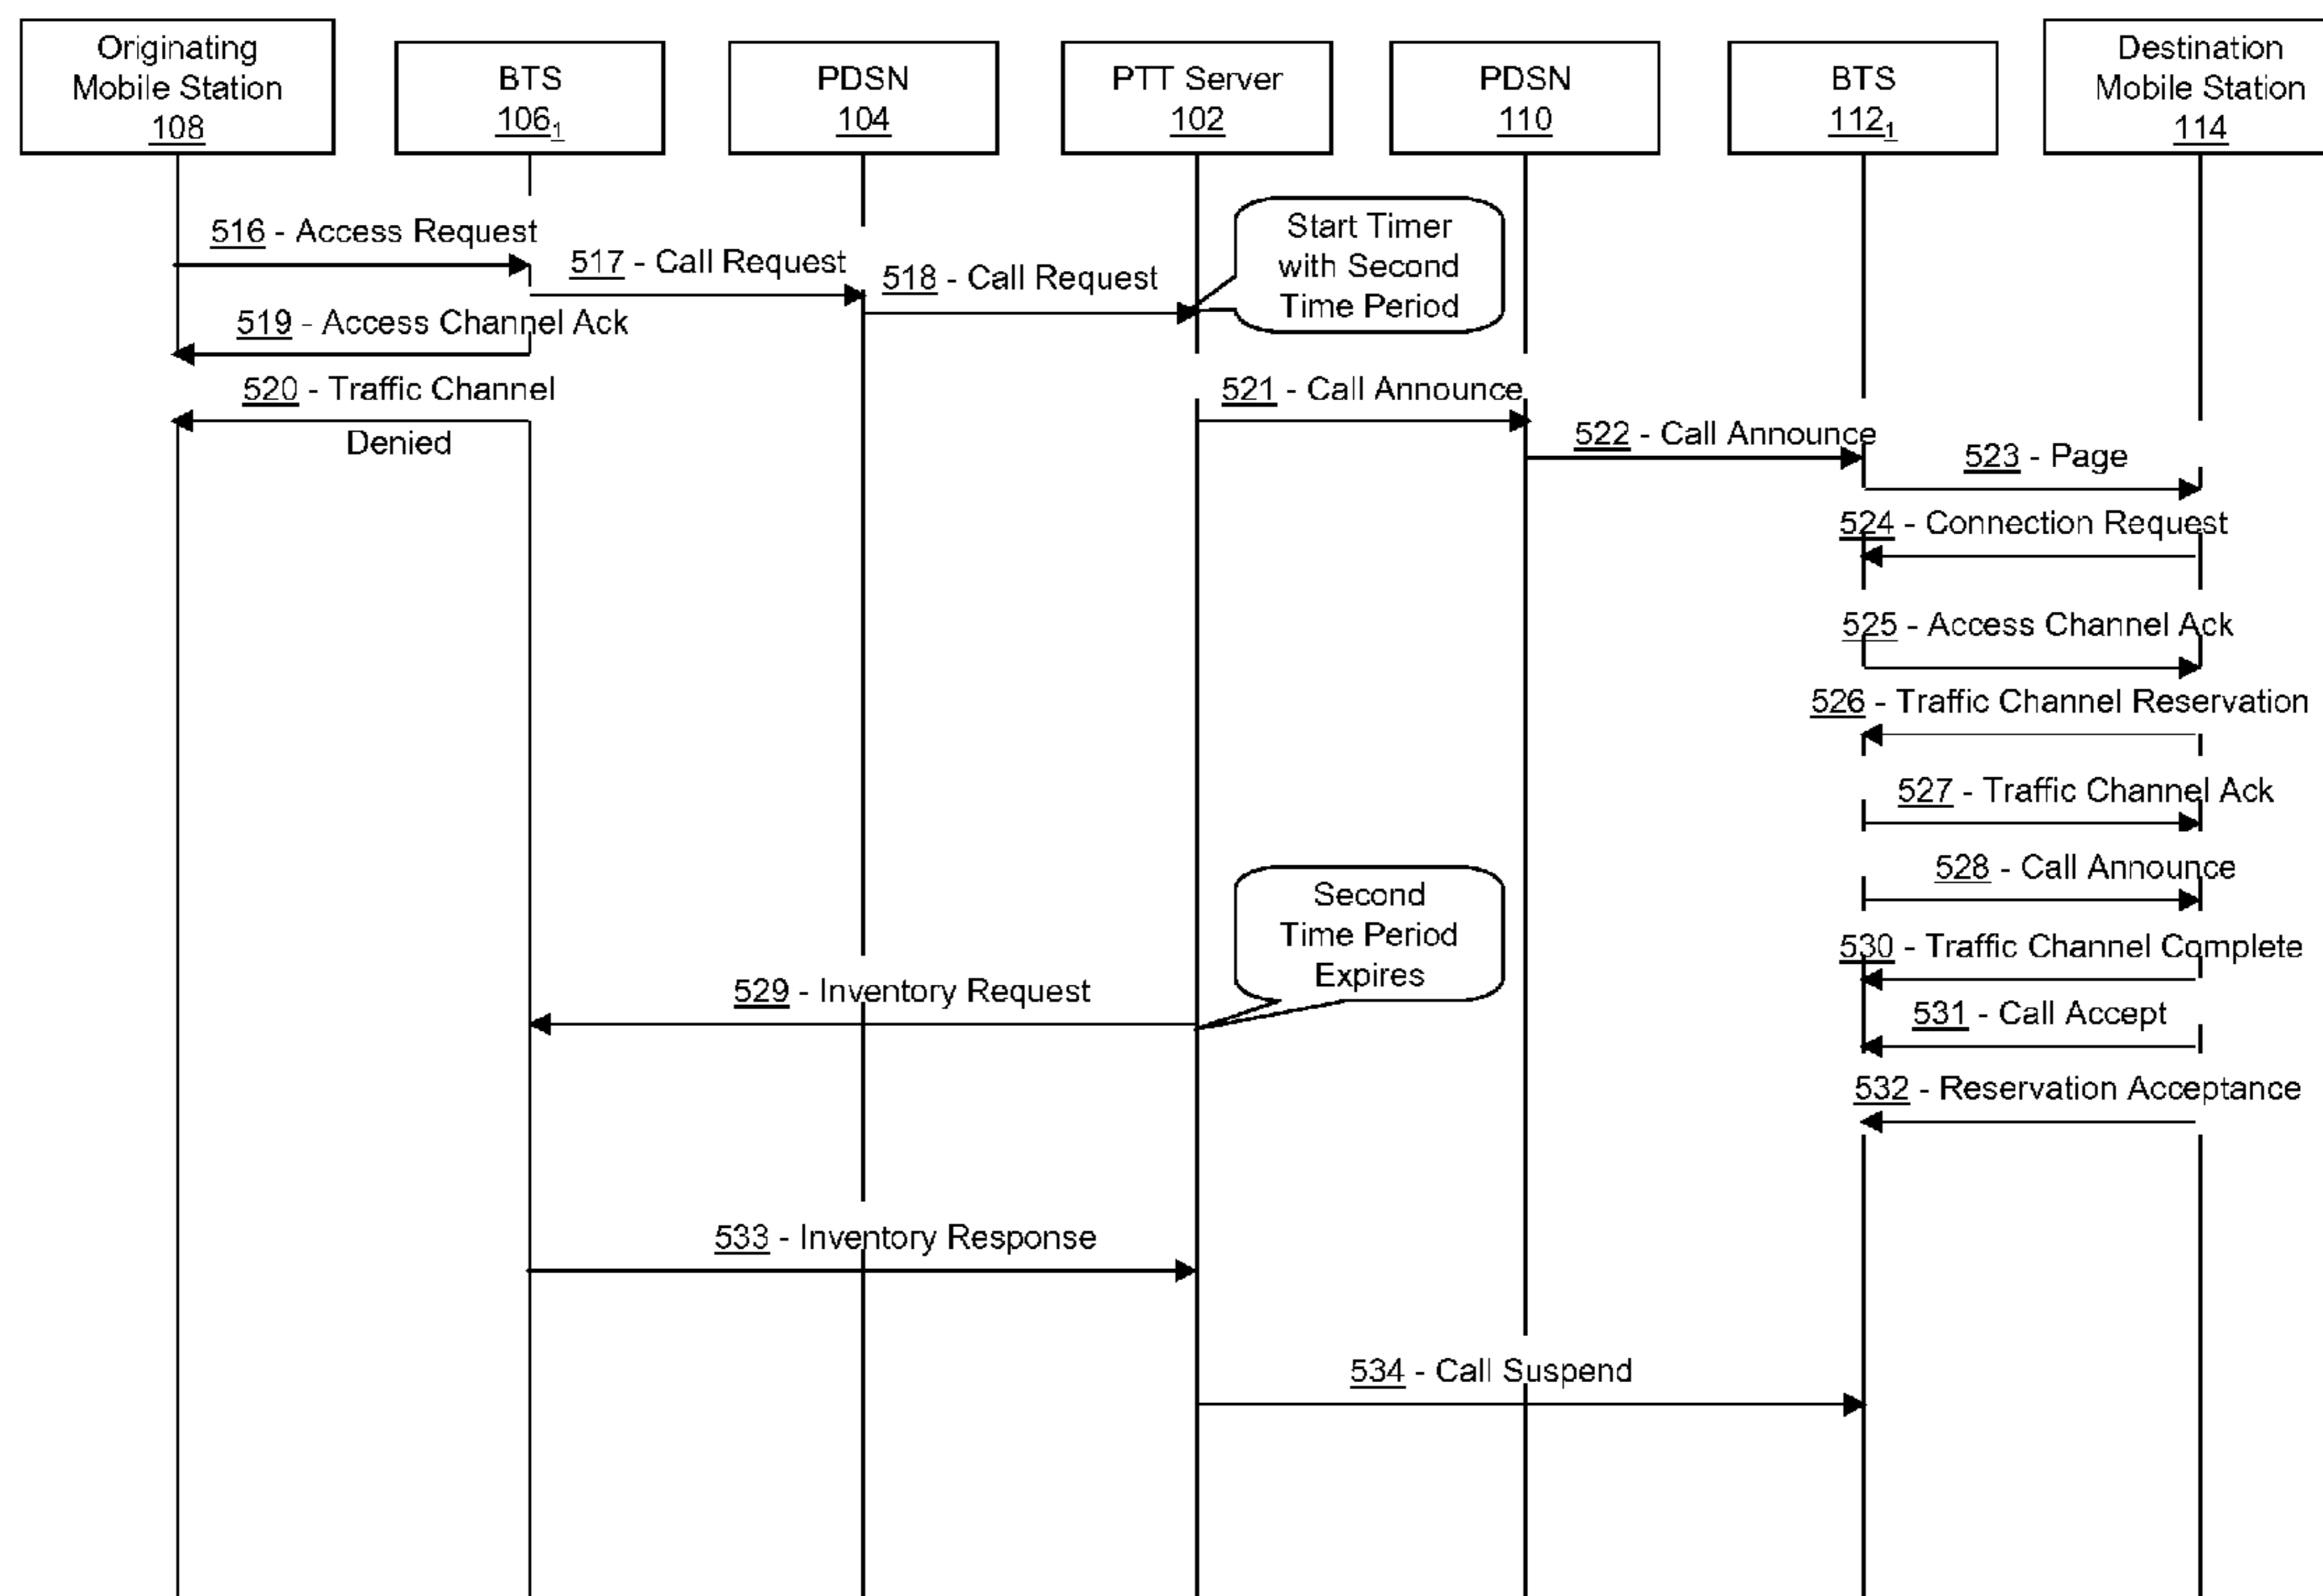 Originating
Mobile Station
108
BTS
106₁
PDSN
104
PTT Server
102
PDSN
110
BTS
112₁
Destination
Mobile Station
114
516 - Access Request
517 - Call Request
518 - Call Request
Start Timer
with Second
Time Period
519 - Access Channel Ack
520 - Traffic Channel
Denied
521 - Call Announce
522 - Call Announce
523 - Page
524 - Connection Request
525 - Access Channel Ack
526 - Traffic Channel Reservation
527 - Traffic Channel Ack
528 - Call Announce
Second
Time Period
Expires
529 - Inventory Request
530 - Traffic Channel Complete
531 - Call Accept
532 - Reservation Acceptance
533 - Inventory Response
534 - Call Suspend